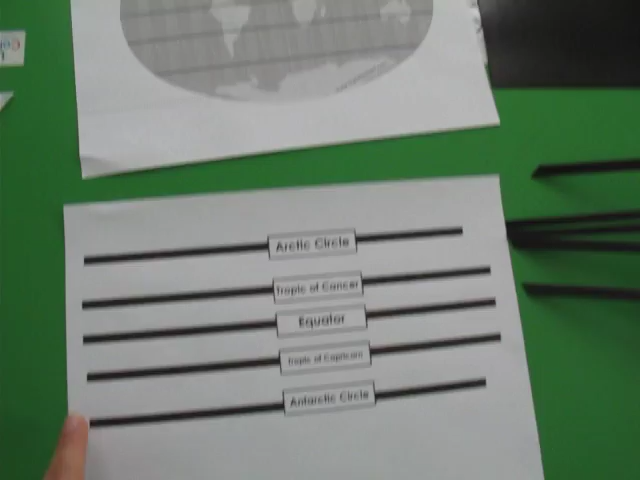 Arctic Circle
Tropic of Cancer
Equator
Tropic of Capricorn
Antarctic Circle